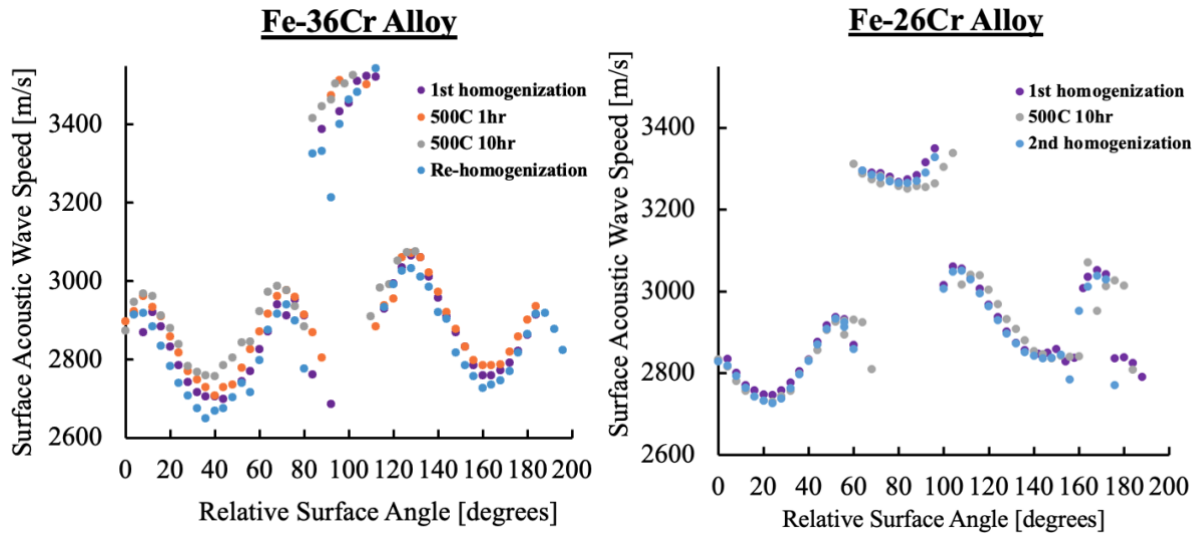 Fe-36Cr Alloy
Surface Acoustic Wave Speed [m/s]
3400
3200
3000
2800
2600
1st homogenization
500C 1hr
500C 10hr
Re-homogenization
0 20 40 60 80 100 120 140 160 180 200
Relative Surface Angle [degrees]
Fe-26Cr Alloy
Surface Acoustic Wave Speed [m/s]
3400
3200
3000
2800
2600
1st homogenization
500C 10hr
2nd homogenization
0 20 40 60 80 100 120 140 160 180 200
Relative Surface Angle [degrees]